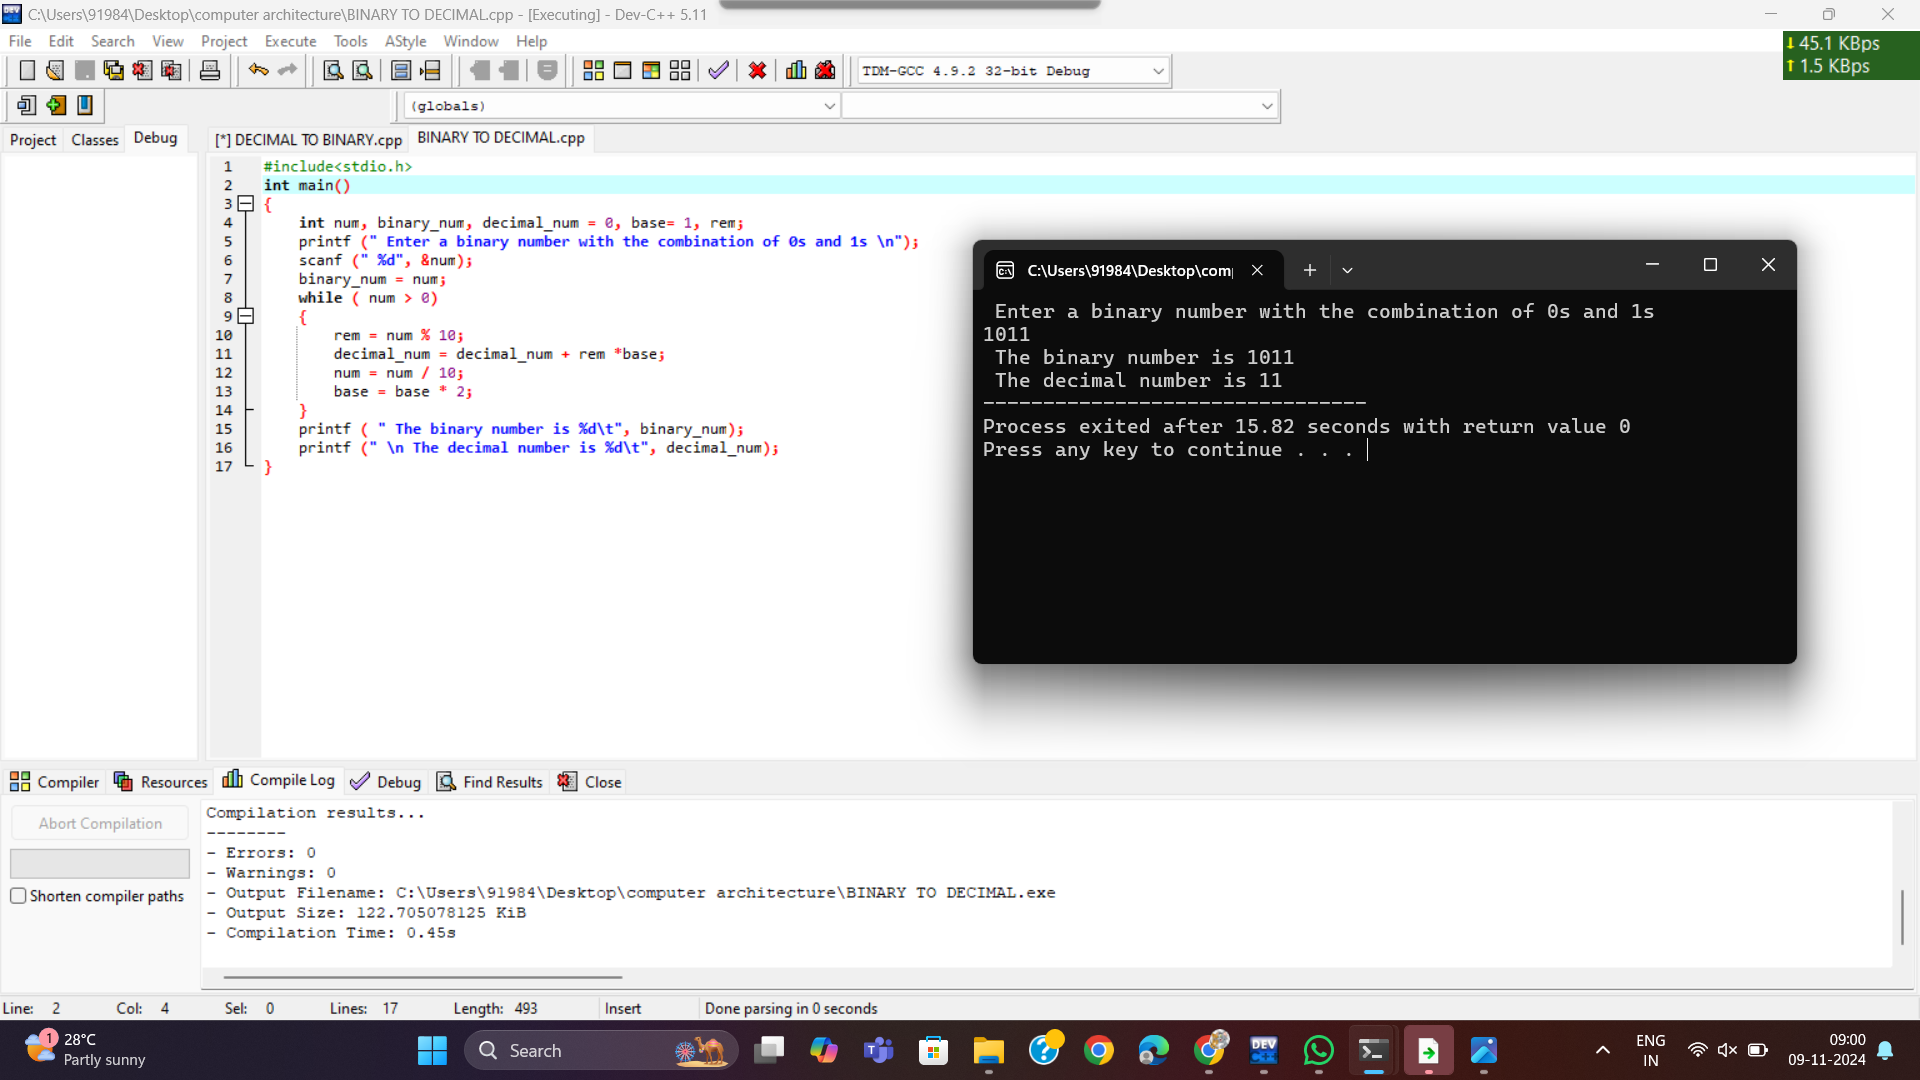 C:\Users\91984\Desktop\computer architecture\BINARY TO DECIMAL.cpp - [Executing] - Dev-C++ 5.11
File Edit Search View Project Execute Tools AStyle Window Help
45.1 KBps
1.5 KBps
TDM-GCC 4.9.2 32-bit Debug
(globals)
Project Classes Debug
[*] DECIMAL TO BINARY.cpp BINARY TO DECIMAL.cpp
1 #include<stdio.h>
2 int main()
3 {
4 int num, binary_num, decimal_num = 0, base= 1, rem;
5 printf (" Enter a binary number with the combination of 0s and 1s \n");
6 scanf (" %d", &num);
7 binary_num = num;
8 while ( num > 0)
9 {
10 rem = num % 10;
11 decimal_num = decimal_num + rem *base;
12 num = num / 10;
13 base = base * 2;
14 }
15 printf ( " The binary number is %d\t", binary_num);
16 printf (" \n The decimal number is %d\t", decimal_num);
17 }
C:\Users\91984\Desktop\com
Enter a binary number with the combination of 0s and 1s
1011
The binary number is 1011
The decimal number is 11
--------------------------------
Process exited after 15.82 seconds with return value 0
Press any key to continue . . .
Compiler Resources Compile Log Debug Find Results Close
Abort Compilation
Shorten compiler paths
Compilation results...
--------
- Errors: 0
- Warnings: 0
- Output Filename: C:\Users\91984\Desktop\computer architecture\BINARY TO DECIMAL.exe
- Output Size: 122.705078125 KiB
- Compilation Time: 0.45s
Line: 2 Col: 4 Sel: 0 Lines: 17 Length: 493 Insert Done parsing in 0 seconds
1
28°C
Partly sunny
Search
DEV
C++
ENG
IN
09:00
09-11-2024